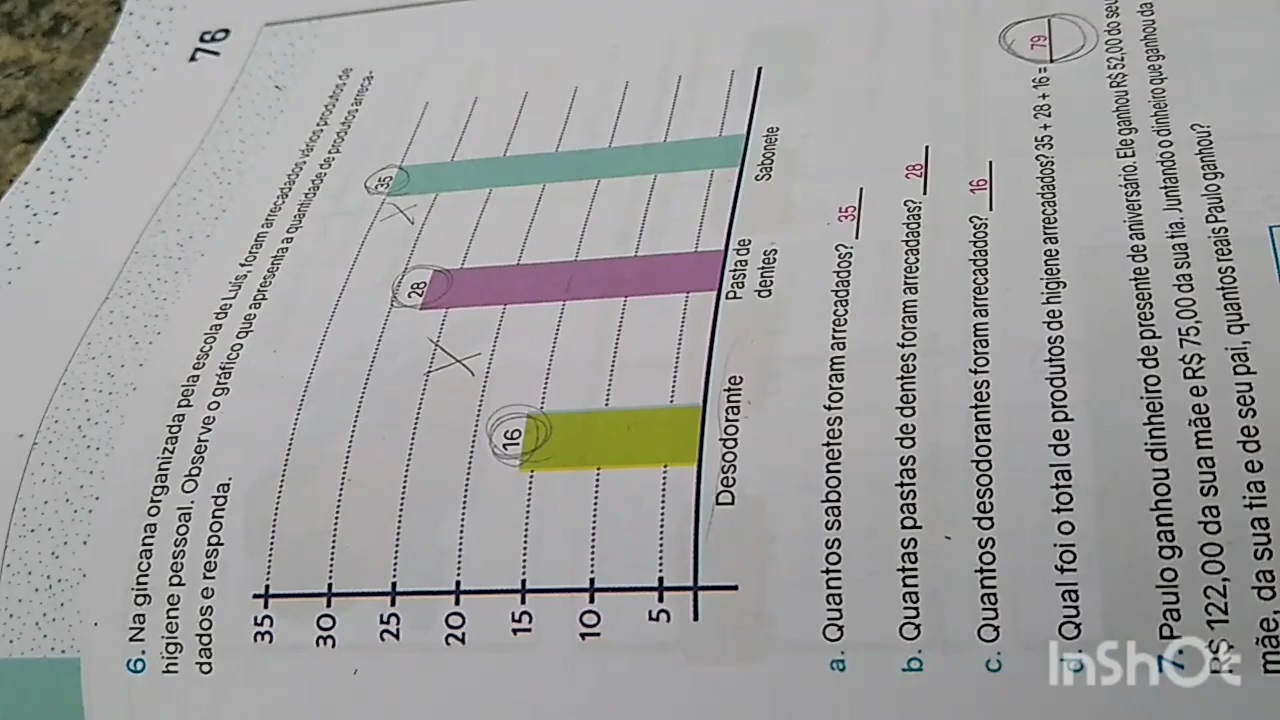 76
6. Na gincana organizada pela escola de Luis, foram arrecadados vários produtos de
higiene pessoal. Observe o gráfico que apresenta a quantidade de produtos arreca-
dados e responda.
35
30
25
20
15
10
5
16
28
35
Desodorante
Pasta de
dentes
Sabonete
a. Quantos sabonetes foram arrecadados? 35
b. Quantas pastas de dentes foram arrecadadas? 28
c. Quantos desodorantes foram arrecadados? 16
d. Qual foi o total de produtos de higiene arrecadados? 35 + 28 + 16 = 79
7. Paulo ganhou dinheiro de presente de aniversário. Ele ganhou R$ 52,00 do seu
R$ 122,00 da sua mãe e R$ 75,00 da sua tia. Juntando o dinheiro que ganhou da
mãe, da sua tia e de seu pai, quantos reais Paulo ganhou?
InShOt